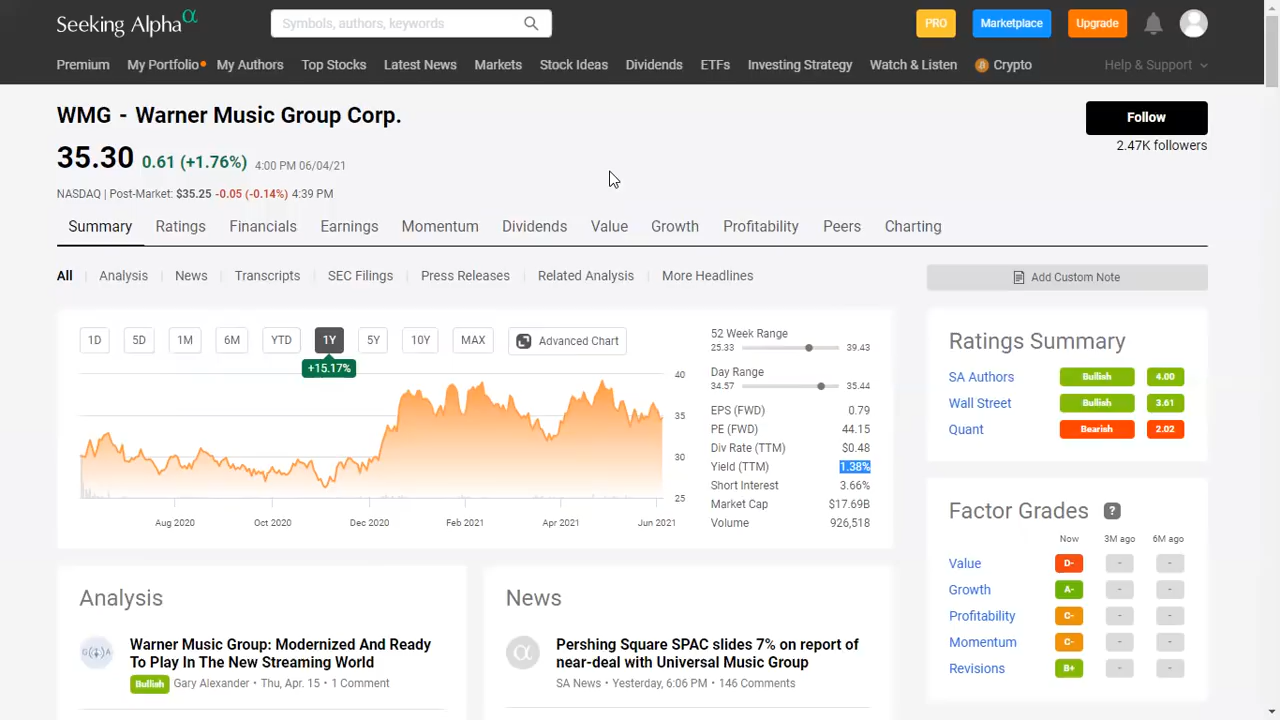 Seeking Alpha α
Symbols, authors, keywords
PRO
Marketplace
Upgrade
Premium
My Portfolio
My Authors
Top Stocks
Latest News
Markets
Stock Ideas
Dividends
ETFs
Investing Strategy
Watch & Listen
Crypto
Help & Support
WMG - Warner Music Group Corp.
Follow
2.47K followers
35.30 0.61 (+1.76%) 4:00 PM 06/04/21
NASDAQ | Post-Market: $35.25 -0.05 (-0.14%) 4:39 PM
Summary
Ratings
Financials
Earnings
Momentum
Dividends
Value
Growth
Profitability
Peers
Charting
All
Analysis
News
Transcripts
SEC Filings
Press Releases
Related Analysis
More Headlines
Add Custom Note
1D
5D
1M
6M
YTD
1Y
5Y
10Y
MAX
Advanced Chart
+15.17%
40
35
30
25
Aug 2020
Oct 2020
Dec 2020
Feb 2021
Apr 2021
Jun 2021
52 Week Range
25.33 39.43
Day Range
34.57 35.44
EPS (FWD) 0.79
PE (FWD) 44.15
Div Rate (TTM) $0.48
Yield (TTM) 1.38%
Short Interest 3.66%
Market Cap $17.69B
Volume 926,518
Ratings Summary
SA Authors Bullish 4.00
Wall Street Bullish 3.61
Quant Bearish 2.02
Factor Grades ?
Now 3M ago 6M ago
Value D- - -
Growth A- - -
Profitability C- - -
Momentum C- - -
Revisions B+ - -
Analysis
Warner Music Group: Modernized And Ready
To Play In The New Streaming World
Bullish Gary Alexander • Thu, Apr. 15 • 1 Comment
News
α
Pershing Square SPAC slides 7% on report of
near-deal with Universal Music Group
SA News • Yesterday, 6:06 PM • 146 Comments